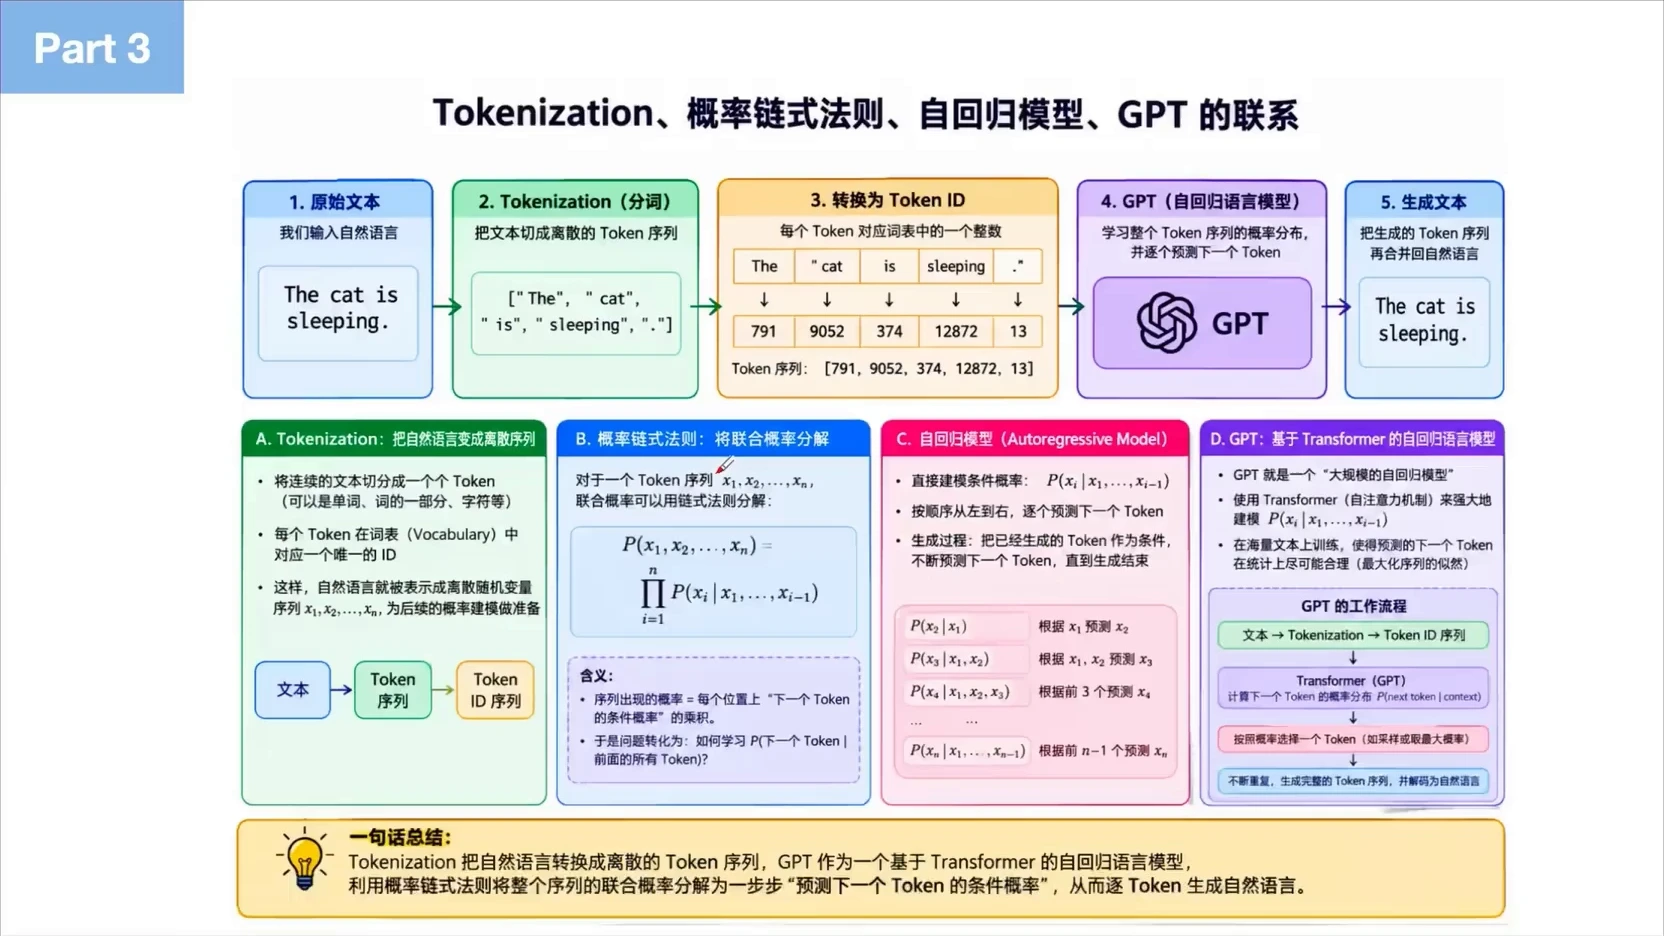 Part 3
Tokenization、概率链式法则、自回归模型、GPT 的联系
1. 原始文本
我们输入自然语言
The cat is
sleeping.
2. Tokenization（分词）
把文本切成离散的 Token 序列
[" The", " cat",
" is", " sleeping", "."]
3. 转换为 Token ID
每个 Token 对应词表中的一个整数
The " cat is sleeping ."
↓ ↓ ↓ ↓ ↓
791 9052 374 12872 13
Token 序列： [791, 9052, 374, 12872, 13]
4. GPT（自回归语言模型）
学习整个 Token 序列的概率分布，
并逐个预测下一个 Token
GPT
5. 生成文本
把生成的 Token 序列
再合并回自然语言
The cat is
sleeping.
A. Tokenization：把自然语言变成离散序列
• 将连续的文本切分成一个个 Token
（可以是单词、词的一部分、字符等）
• 每个 Token 在词表（Vocabulary）中
对应一个唯一的 ID
• 这样，自然语言就被表示成离散随机变量
序列 x₁, x₂, …, xₙ, 为后续的概率建模做准备
文本 → Token 序列 → Token ID 序列
B. 概率链式法则：将联合概率分解
对于一个 Token 序列 x₁, x₂, …, xₙ,
联合概率可以用链式法则分解：
P(x₁, x₂, …, xₙ) =
n
∏ P(xᵢ | x₁, …, xᵢ₋₁)
i=1
含义：
• 序列出现的概率 = 每个位置上 “下一个 Token
的条件概率” 的乘积。
• 于是问题转化为：如何学习 P(下一个 Token |
前面的所有 Token)?
C. 自回归模型（Autoregressive Model）
• 直接建模条件概率： P(xᵢ | x₁, …, xᵢ₋₁)
• 按顺序从左到右，逐个预测下一个 Token
• 生成过程：把已经生成的 Token 作为条件，
不断预测下一个 Token，直到生成结束
P(x₂ | x₁) 根据 x₁ 预测 x₂
P(x₃ | x₁, x₂) 根据 x₁, x₂ 预测 x₃
P(x₄ | x₁, x₂, x₃) 根据前 3 个预测 x₄
… …
P(xₙ | x₁, …, xₙ₋₁) 根据前 n−1 个预测 xₙ
D. GPT：基于 Transformer 的自回归语言模型
• GPT 就是一个 “大规模的自回归模型”
• 使用 Transformer（自注意力机制）来强大地
建模 P(xᵢ | x₁, …, xᵢ₋₁)
• 在海量文本上训练，使得预测的下一个 Token
在统计上尽可能合理（最大化序列的似然）
GPT 的工作流程
文本 → Tokenization → Token ID 序列
↓
Transformer（GPT）
计算下一个 Token 的概率分布 P(next token | context)
↓
按照概率选择一个 Token（如采样或取最大概率）
↓
不断重复，生成完整的 Token 序列，并解码为自然语言
一句话总结：
Tokenization 把自然语言转换成离散的 Token 序列，GPT 作为一个基于 Transformer 的自回归语言模型，
利用概率链式法则将整个序列的联合概率分解为一步步 “预测下一个 Token 的条件概率”，从而逐 Token 生成自然语言。